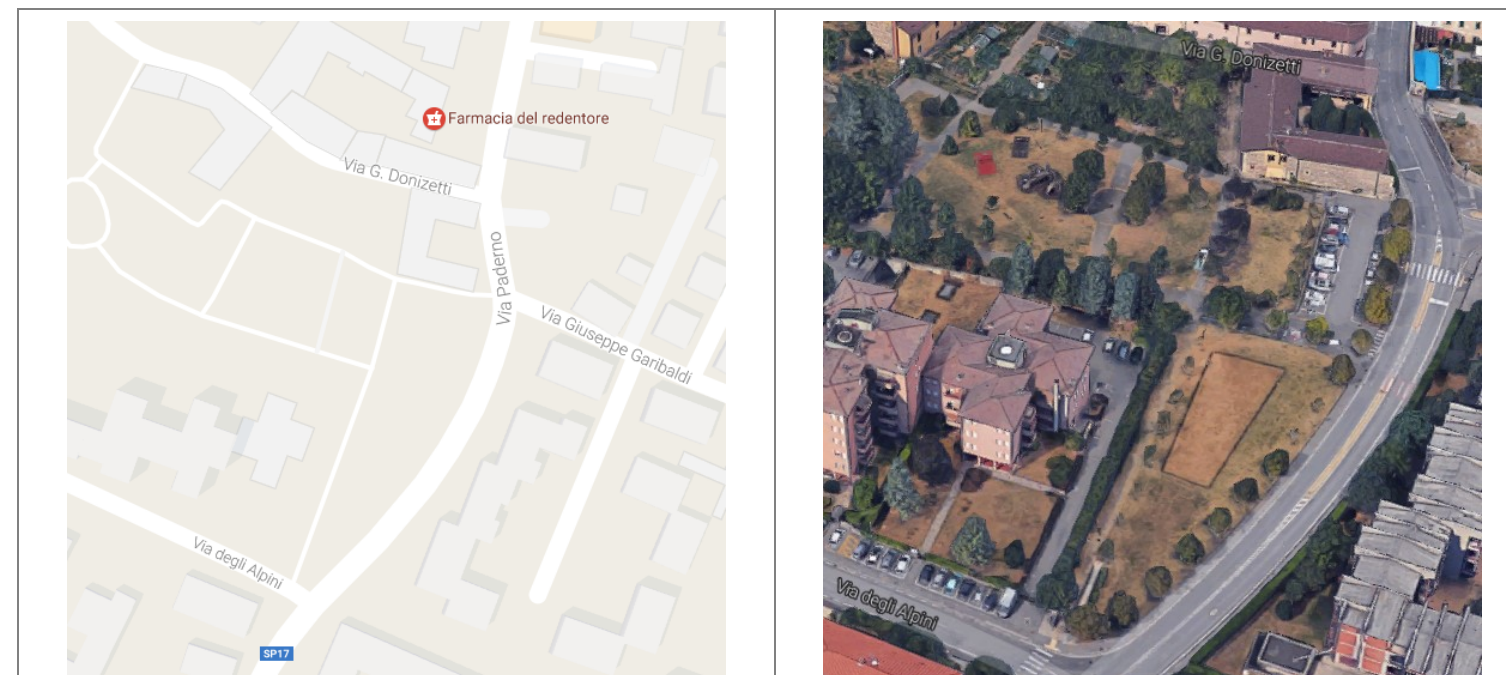 Farmacia del redentore
Via G. Donizetti
Via Paderno
Via Giuseppe Garibaldi
Via degli Alpini
SP17
Via G. Donizetti
Via degli Alpini